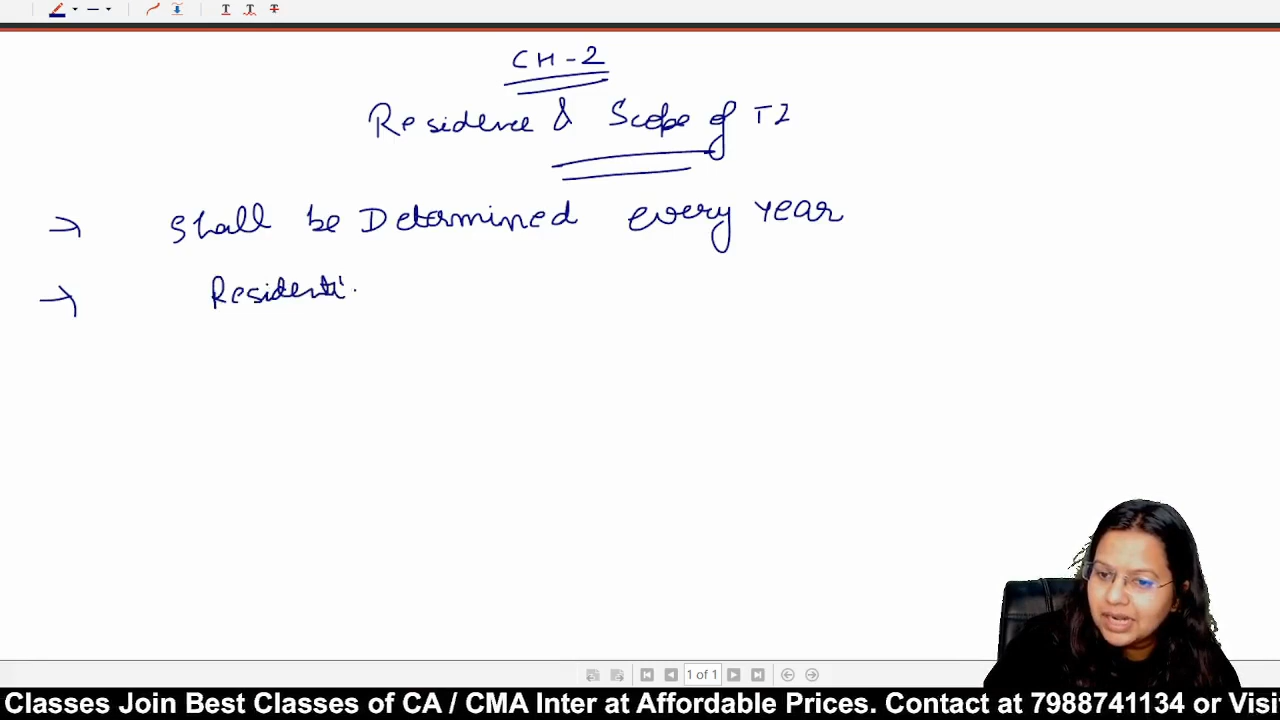 CH-2
Residence & Scope of TI
→ Shall be Determined every year
→ Residenti
1 of 1
Classes Join Best Classes of CA / CMA Inter at Affordable Prices. Contact at 7988741134 or Visi